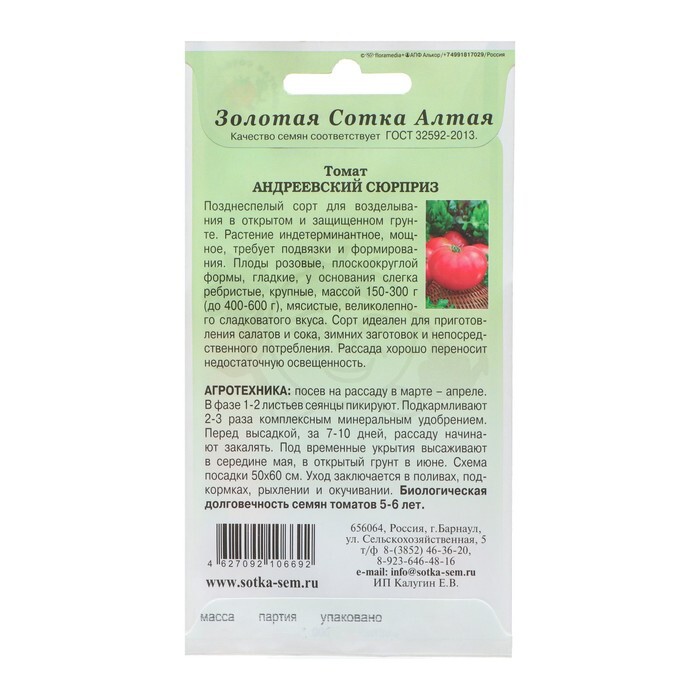 ©"floramedia»®АПФ Алькор/+74991817029/Россия
Золотая Сотка Алтая
Качество семян соответствует ГОСТ 32592-2013.
Томат
АНДРЕЕВСКИЙ СЮРПРИЗ
Позднеспелый сорт для возделыва-
ния в открытом и защищенном грун-
те. Растение индетерминантное, мощ-
ное, требует подвязки и формирова-
ния. Плоды розовые, плоскоокруглой
формы, гладкие, у основания слегка
ребристые, крупные, массой 150-300 г
(до 400-600 г), мясистые, великолепно-
го сладковатого вкуса. Сорт идеален для приготов-
ления салатов и сока, зимних заготовок и непосред-
ственного потребления. Рассада хорошо переносит
недостаточную освещенность.
АГРОТЕХНИКА: посев на рассаду в марте – апреле.
В фазе 1-2 листьев сеянцы пикируют. Подкармливают
2-3 раза комплексным минеральным удобрением.
Перед высадкой, за 7-10 дней, рассаду начина-
ют закалять. Под временные укрытия высаживают
в середине мая, в открытый грунт в июне. Схема
посадки 50х60 см. Уход заключается в поливах, под-
кормках, рыхлении и окучивании. Биологическая
долговечность семян томатов 5-6 лет.
656064, Россия, г.Барнаул,
ул. Сельскохозяйственная, 5
т/ф 8-(3852) 46-36-20,
8-923-646-48-16
e-mail: info@sotka-sem.ru
ИП Калугин Е.В.
4 627092 106692
www.sotka-sem.ru
масса партия упаковано